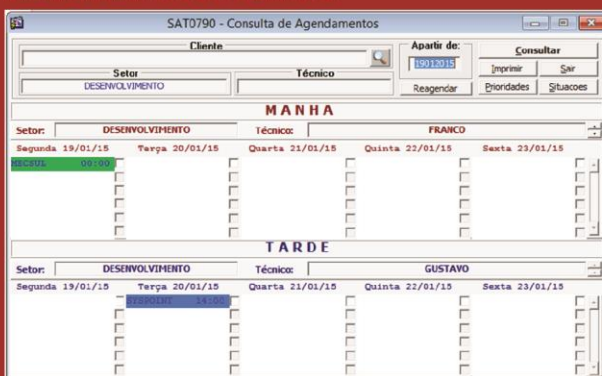 SAT0790 - Consulta de Agendamentos
Cliente
Apartir de:
19012015
Consultar
Setor
Técnico
DESENVOLVIMENTO
Reagendar
Imprimir
Sair
Prioridades
Situacoes
MANHA
Setor: DESENVOLVIMENTO Técnico: FRANCO
Segunda 19/01/15 Terça 20/01/15 Quarta 21/01/15 Quinta 22/01/15 Sexta 23/01/15
MECSUL 08:00
TARDE
Setor: DESENVOLVIMENTO Técnico: GUSTAVO
Segunda 19/01/15 Terça 20/01/15 Quarta 21/01/15 Quinta 22/01/15 Sexta 23/01/15
SYSPOINT 14:00